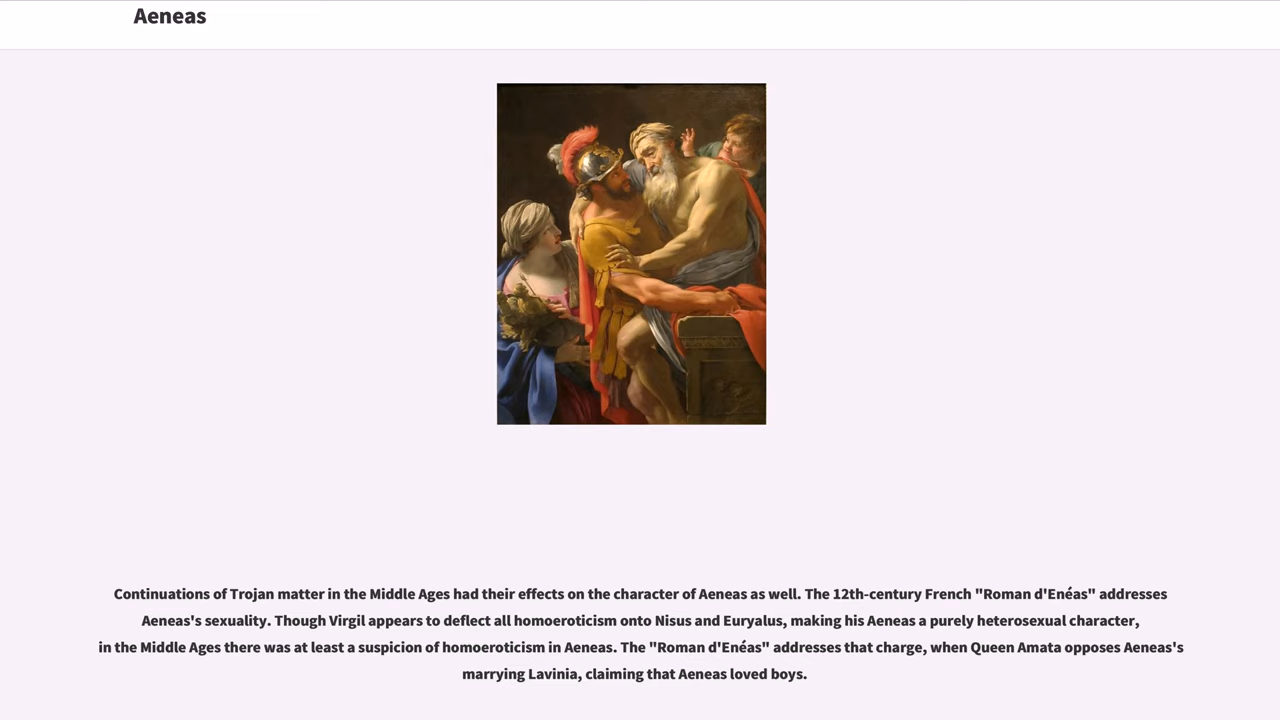 Aeneas
Continuations of Trojan matter in the Middle Ages had their effects on the character of Aeneas as well. The 12th-century French "Roman d'Enéas" addresses
Aeneas's sexuality. Though Virgil appears to deflect all homoeroticism onto Nisus and Euryalus, making his Aeneas a purely heterosexual character,
in the Middle Ages there was at least a suspicion of homoeroticism in Aeneas. The "Roman d'Enéas" addresses that charge, when Queen Amata opposes Aeneas's
marrying Lavinia, claiming that Aeneas loved boys.